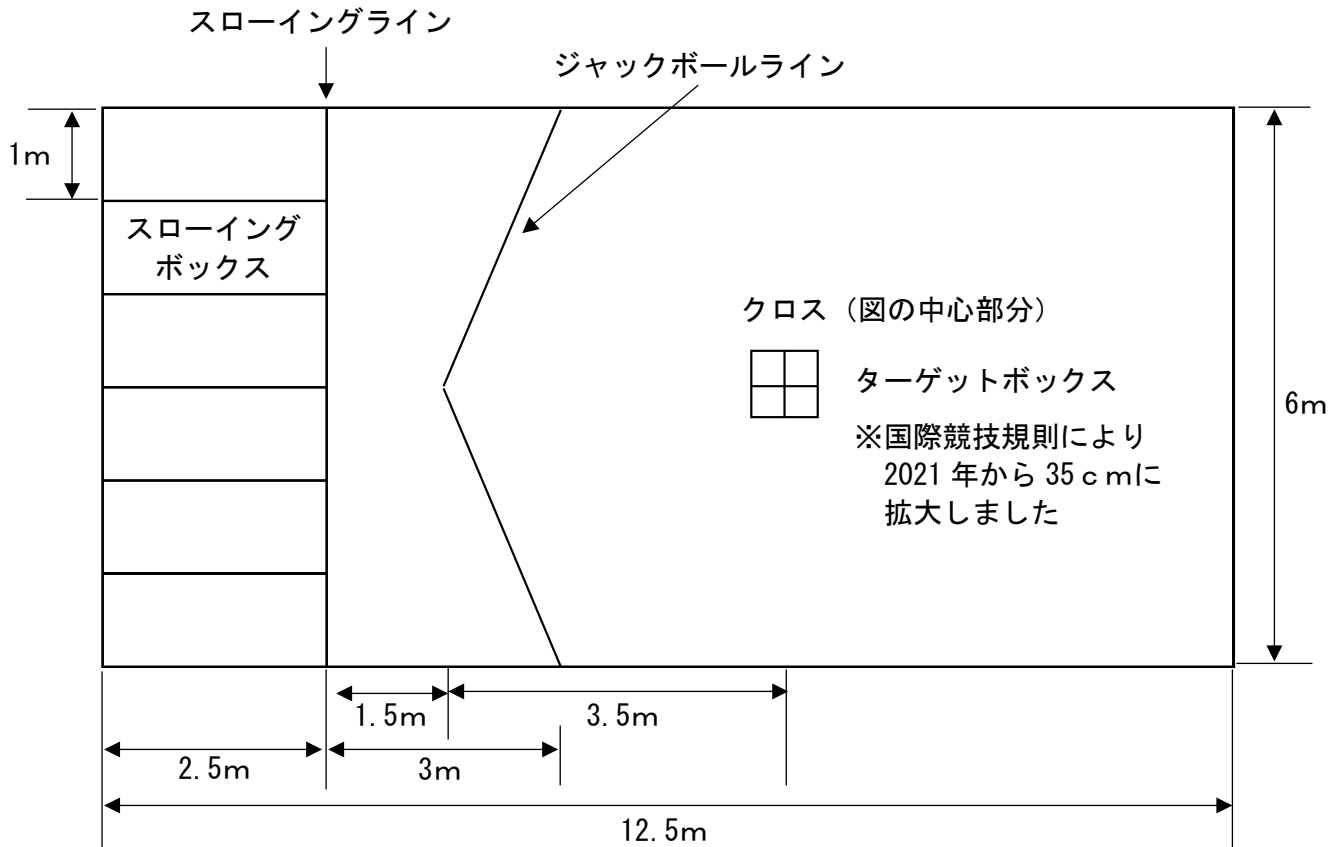 スローイングライン
ジャックボールライン
1m
スローイング
ボックス
クロス（図の中心部分）
ターゲットボックス
※国際競技規則により
2021 年から 35ｃｍに
拡大しました
6m
1.5m
3.5m
2.5m
3m
12.5m